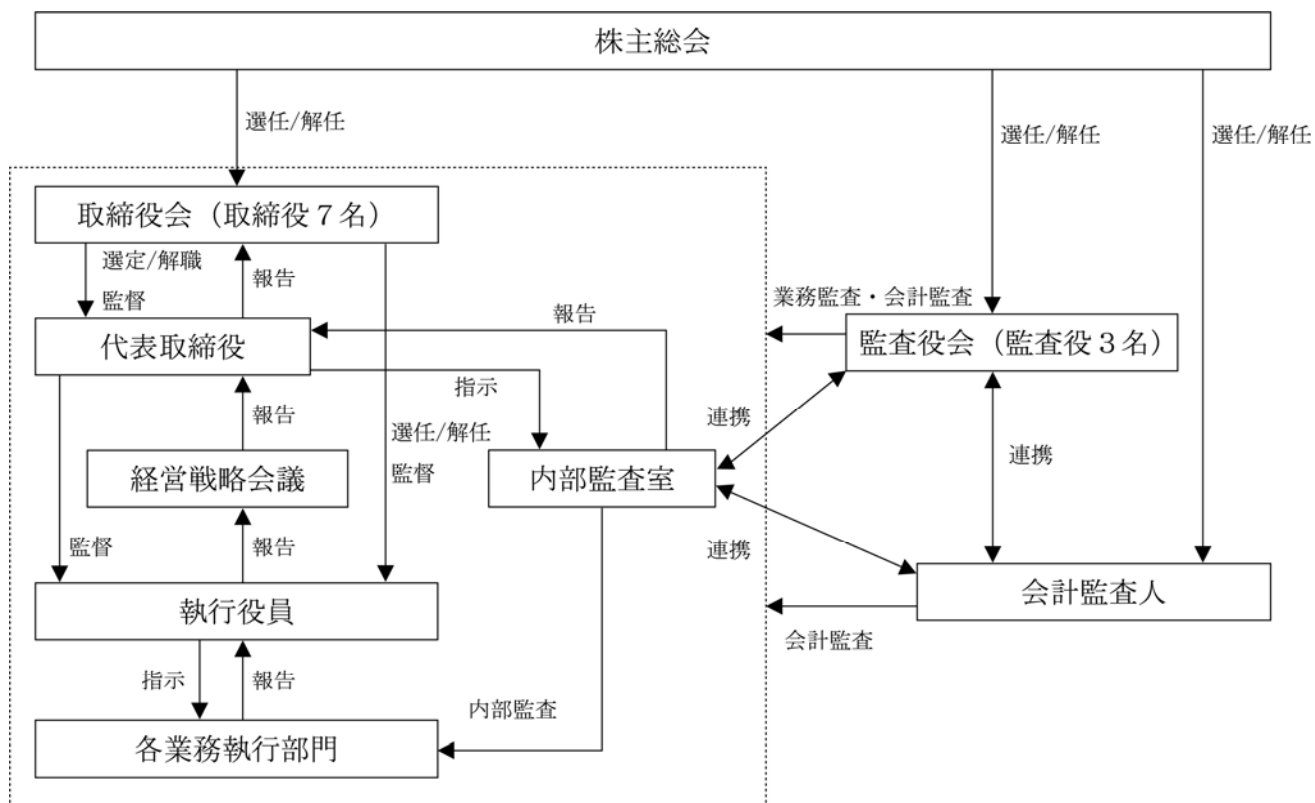 株主総会
選任/解任
選任/解任
選任/解任
取締役会（取締役７名）
選定/解職
監督
報告
業務監査・会計監査
代表取締役
報告
監査役会（監査役３名）
指示
報告
選任/解任
監督
連携
連携
経営戦略会議
内部監査室
監督
報告
連携
執行役員
会計監査人
会計監査
指示
報告
内部監査
各業務執行部門